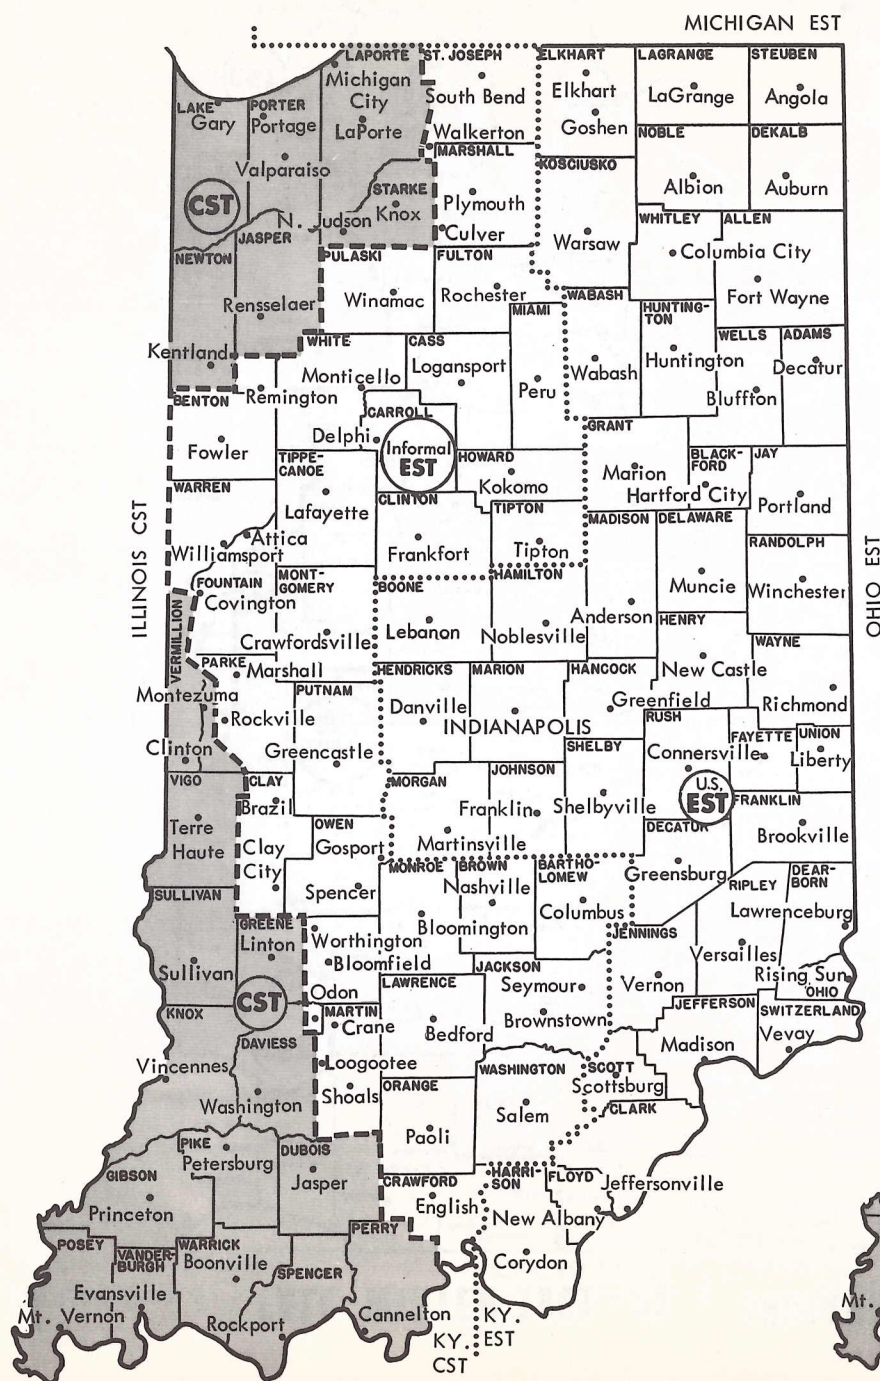 MICHIGAN EST
LAPORTE
ST. JOSEPH
ELKHART
LAGRANGE
STEUBEN
Michigan
City
South Bend
Elkhart
LaGrange
Angola
LAKE
Gary
PORTER
Portage
LaPorte
Walkerton
Goshen
NOBLE
DEKALB
MARSHALL
KOSCIUSKO
Valparaiso
STARKE
Knox
Plymouth
Albion
Auburn
CST
N. Judson
Culver
Warsaw
WHITLEY
ALLEN
Columbia City
NEWTON
JASPER
PULASKI
FULTON
Winamac
Rochester
WABASH
Fort Wayne
Rensselaer
MIAMI
HUNTING-
TON
WHITE
CASS
WELLS
ADAMS
Kentland
Logansport
Wabash
Huntington
Decatur
Remington
Monticello
Peru
Bluffton
BENTON
CARROLL
Delphi
Informal
EST
GRANT
Fowler
TIPPE-
CANOE
HOWARD
Kokomo
Marion
BLACK-
FORD
JAY
Hartford City
Portland
WARREN
Lafayette
CLINTON
TIPTON
MADISON
DELAWARE
ILLINOIS CST
OHIO EST
Attica
Williamsport
Frankfort
Tipton
RANDOLPH
FOUNTAIN
Covington
MONT-
GOMERY
BOONE
HAMILTON
Muncie
Winchester
VERMILLION
Crawfordsville
Lebanon
Noblesville
Anderson
HENRY
WAYNE
PARKE
Marshall
HENDRICKS
MARION
HANCOCK
New Castle
Montezuma
PUTNAM
Danville
Greenfield
Richmond
Rockville
INDIANAPOLIS
RUSH
FAYETTE
UNION
Clinton
Greencastle
SHELBY
Connersville
Liberty
VIGO
CLAY
MORGAN
JOHNSON
U.S.
EST
Brazil
Franklin
Shelbyville
FRANKLIN
Terre
Haute
Clay
City
OWEN
Gosport
Martinsville
DECATUR
Brookville
Spencer
MONROE
BROWN
BARTHO-
LOMEW
Greensburg
RIPLEY
DEAR-
BORN
SULLIVAN
Nashville
Columbus
Lawrenceburg
GREENE
Linton
Worthington
Bloomington
JENNINGS
Versailles
Sullivan
Bloomfield
JACKSON
Vernon
Rising Sun
OHIO
CST
Odon
LAWRENCE
Seymour
JEFFERSON
SWITZERLAND
KNOX
MARTIN
Crane
Bedford
Brownstown
Madison
Vevay
DAVIESS
Vincennes
Loogootee
WASHINGTON
SCOTT
Scottsburg
Washington
Shoals
ORANGE
Salem
CLARK
PIKE
Petersburg
DUBOIS
Paoli
GIBSON
Jasper
CRAWFORD
HARRI-
SON
FLOYD
Jeffersonville
Princeton
English
New Albany
PERRY
POSEY
VANDER-
BURGH
WARRICK
Boonville
SPENCER
Corydon
Evansville
Mt. Vernon
Rockport
Cannelton
KY.
CST
KY.
EST
Mt.